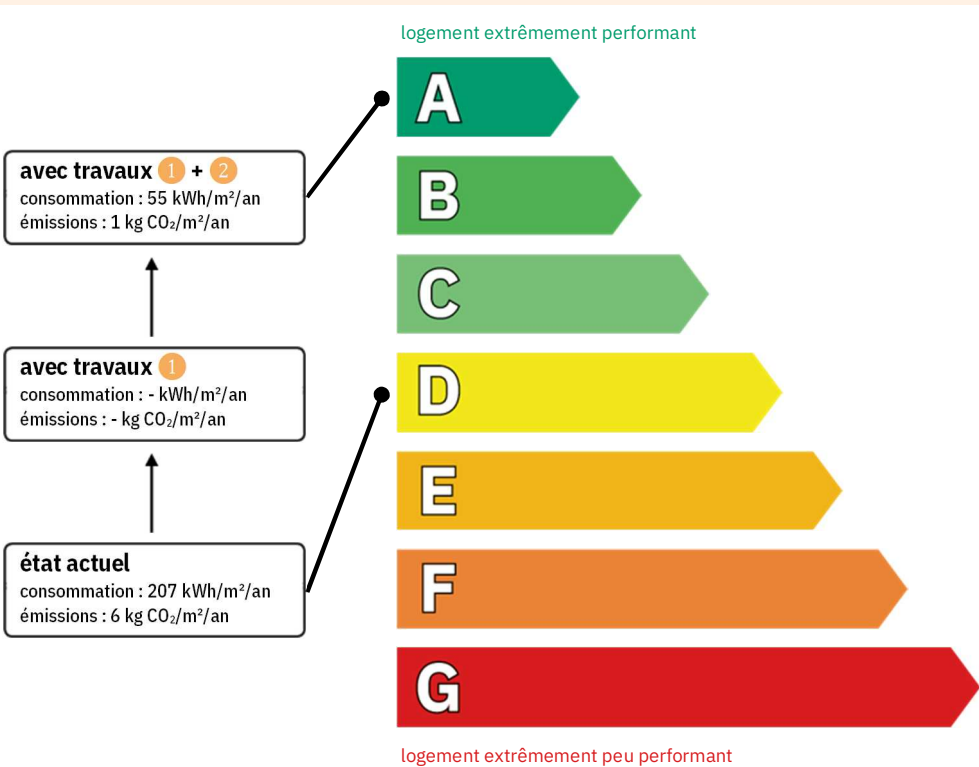 logement extrêmement performant
A
avec travaux 1 + 2
consommation : 55 kWh/m²/an
émissions : 1 kg CO₂/m²/an
B
C
avec travaux 1
consommation : - kWh/m²/an
émissions : - kg CO₂/m²/an
D
E
état actuel
consommation : 207 kWh/m²/an
émissions : 6 kg CO₂/m²/an
F
G
logement extrêmement peu performant